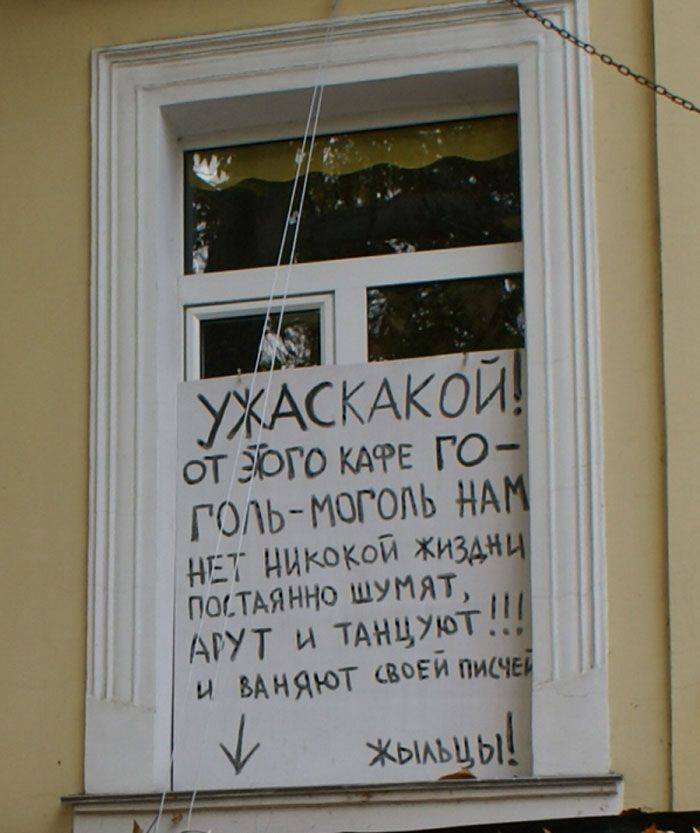 УЖАСКАКОЙ!
ОТ ЭТОГО КАФЕ ГО-
ГОЛЬ-МОГОЛЬ НАМ
НЕТ НИКОКОЙ ЖИЗДНИ
ПОСТАЯННО ШУМЯТ,
АРУТ И ТАНЦУЮТ!!!
И ВАНЯЮТ СВОЕЙ ПИСЧЕЙ
ЖЫЛЬЦЫ!